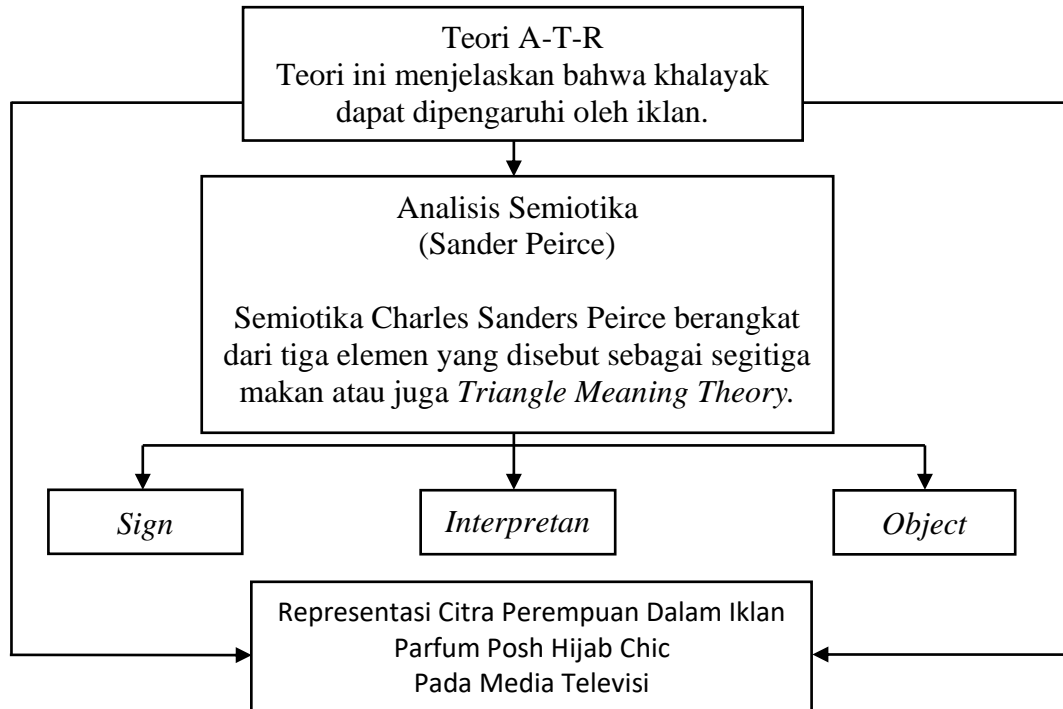 Teori A-T-R
Teori ini menjelaskan bahwa khalayak
dapat dipengaruhi oleh iklan.
Analisis Semiotika
(Sander Peirce)
Semiotika Charles Sanders Peirce berangkat
dari tiga elemen yang disebut sebagai segitiga
makan atau juga Triangle Meaning Theory.
Sign
Interpretan
Object
Representasi Citra Perempuan Dalam Iklan
Parfum Posh Hijab Chic
Pada Media Televisi